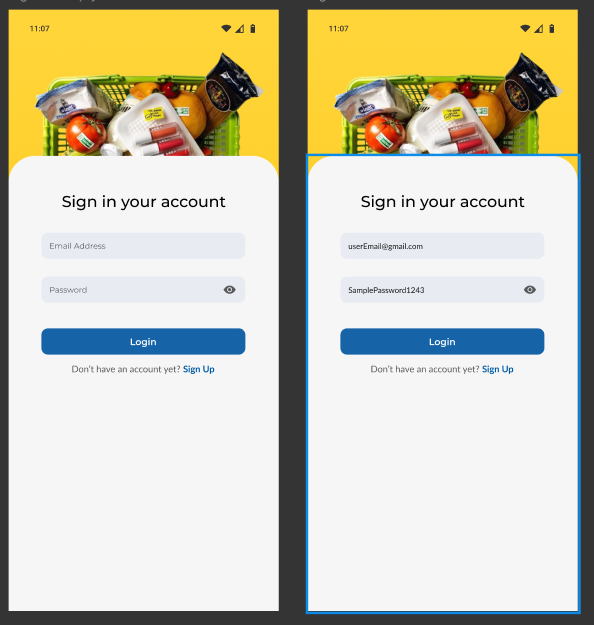 11:07
Sign in your account
Email Address
Password
Login
Don't have an account yet? Sign Up
11:07
Sign in your account
userEmail@gmail.com
SamplePassword1243
Login
Don't have an account yet? Sign Up